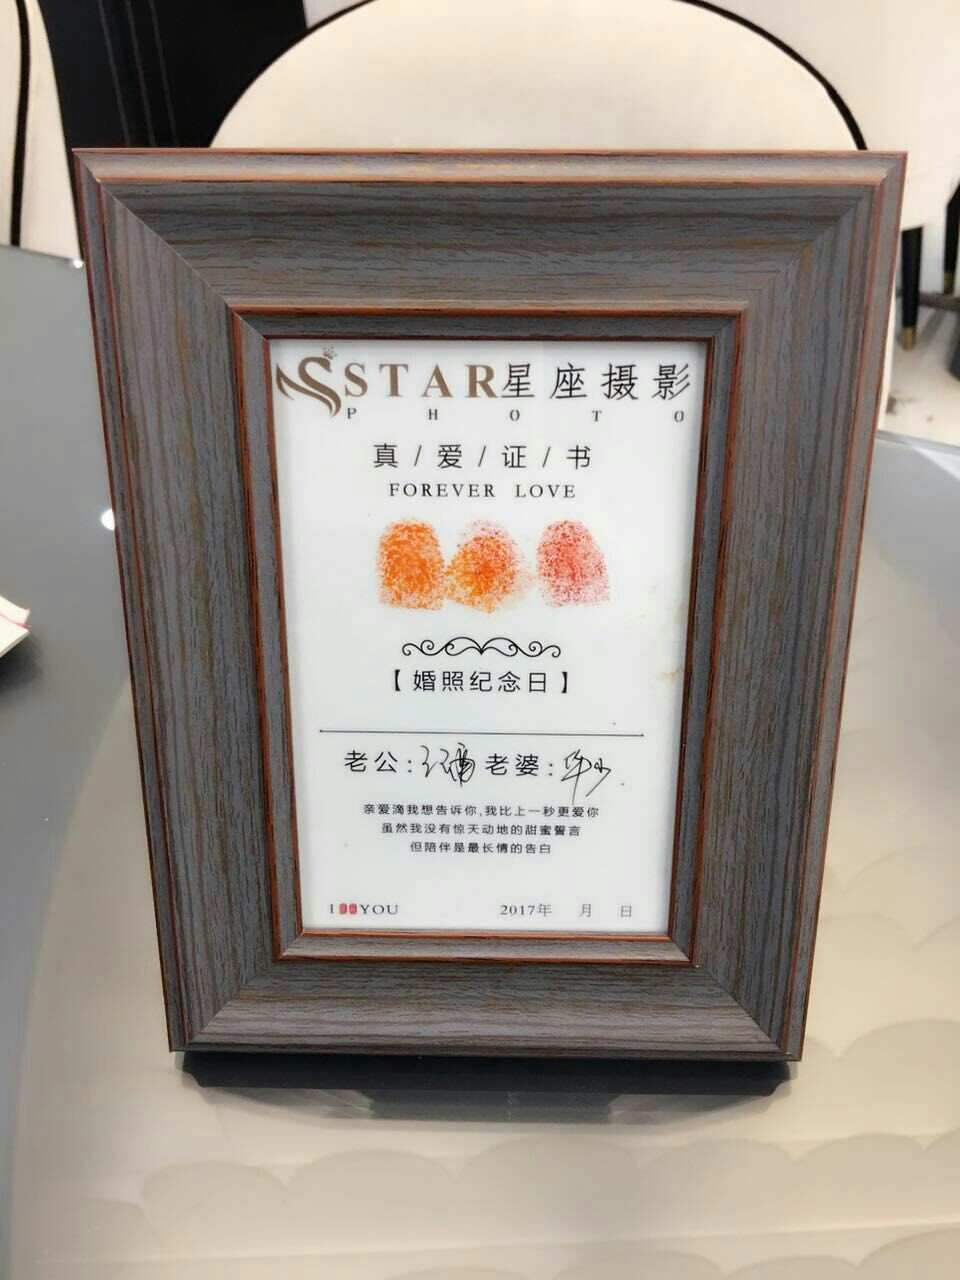 STAR星座摄影
PHOTO
真/爱/证/书
FOREVER LOVE
【婚照纪念日】
老公: 老婆:
亲爱滴我想告诉你,我比上一秒更爱你
虽然我没有惊天动地的甜蜜誓言
但陪伴是最长情的告白
I YOU 2017年 月 日